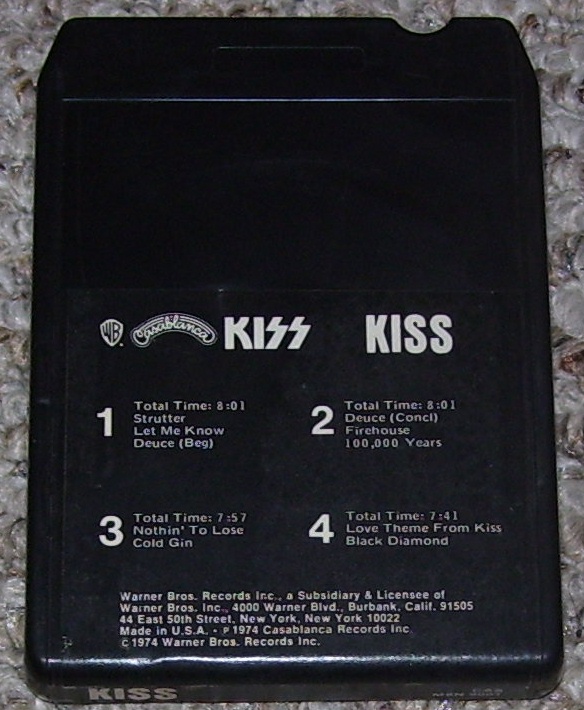 WB. Casablanca KISS KISS
1
Total Time: 8:01
Strutter
Let Me Know
Deuce (Beg)
2
Total Time: 8:01
Deuce (Concl)
Firehouse
100,000 Years
3
Total Time: 7:57
Nothin' To Lose
Cold Gin
4
Total Time: 7:41
Love Theme From Kiss
Black Diamond
Warner Bros. Records Inc., a Subsidiary & Licensee of
Warner Bros. Inc., 4000 Warner Blvd., Burbank, Calif. 91505
44 East 50th Street, New York, New York 10022
Made in U.S.A. • ℗ 1974 Casablanca Records Inc.
© 1974 Warner Bros. Records Inc.
KISS